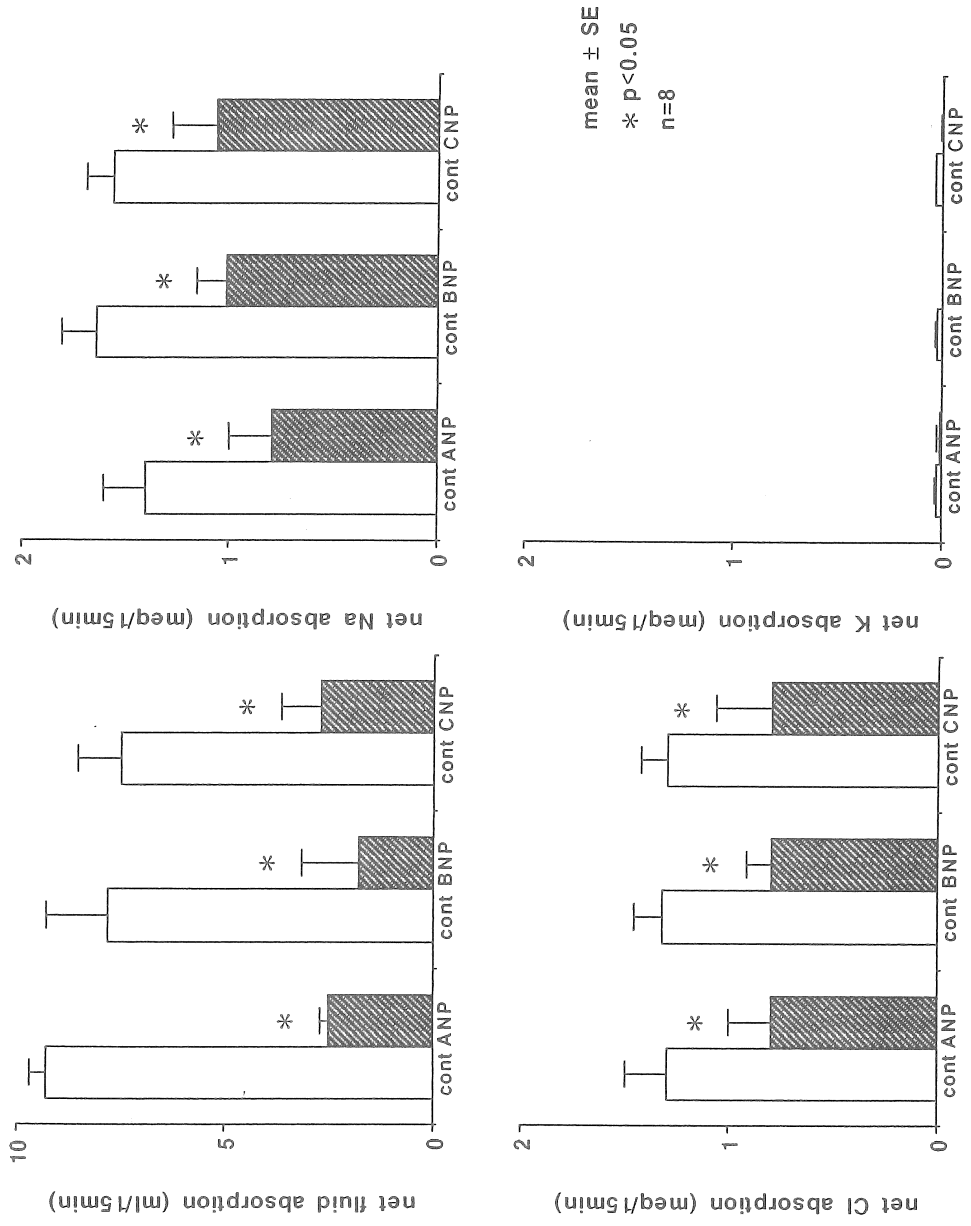 net fluid absorption (ml/15min)
10
5
0
*
*
*
cont ANP cont BNP cont CNP
net Na absorption (meq/15min)
2
1
0
*
*
*
cont ANP cont BNP cont CNP
net Cl absorption (meq/15min)
2
1
0
*
*
*
cont ANP cont BNP cont CNP
net K absorption (meq/15min)
2
1
0
cont ANP cont BNP cont CNP
mean ± SE
* p<0.05
n=8